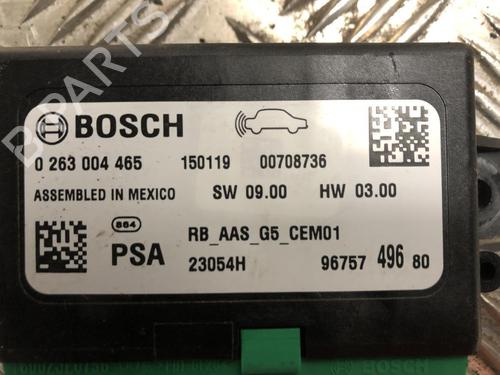 B PARTS
BOSCH
0 263 004 465 150119 00708736
ASSEMBLED IN MEXICO SW 09.00 HW 03.00
864
PSA
RB_AAS_G5_CEM01
23054H 96757 496 80